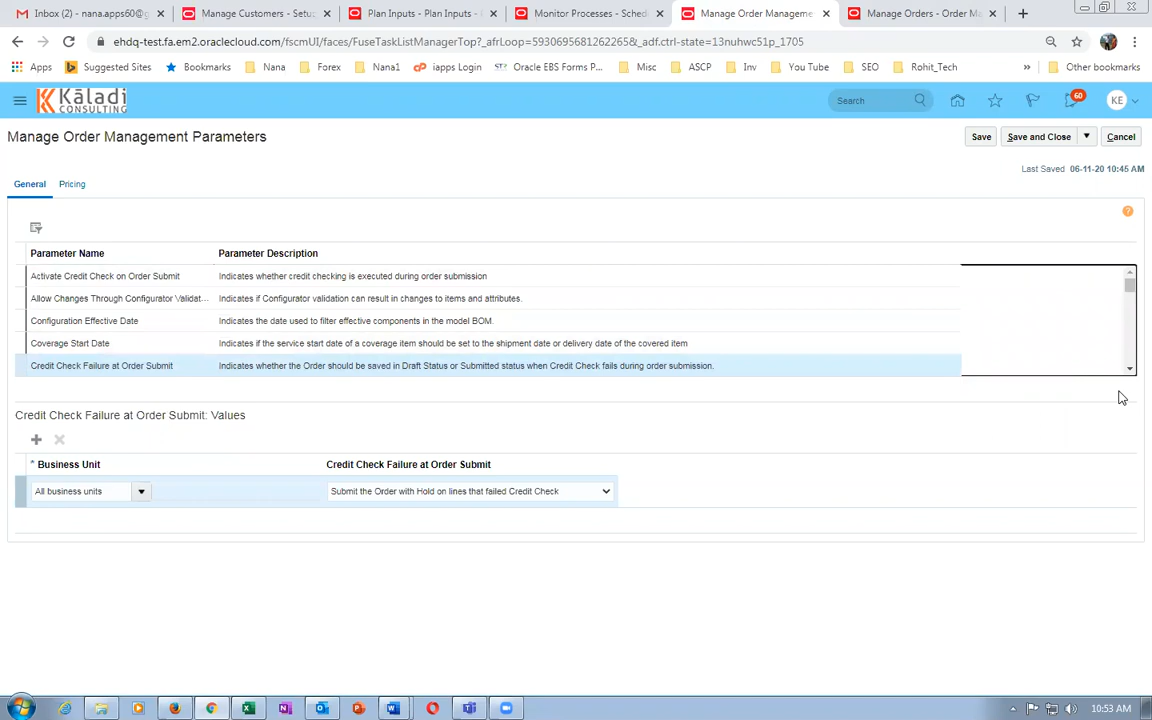 Inbox (2) - nana.apps60@g
Manage Customers - Setu
Plan Inputs - Plan Inputs -
Monitor Processes - Sched
Manage Order Manageme
Manage Orders - Order M
ehdq-test.fa.em2.oraclecloud.com/fscmUI/faces/FuseTaskListManagerTop?_afrLoop=5930695681262265&_adf.ctrl-state=13nuhwc51p_1705
Apps
Suggested Sites
Bookmarks
Nana
Forex
Nana1
iapps Login
Oracle EBS Forms P...
Misc
ASCP
Inv
You Tube
SEO
Rohit_Tech
»
Other bookmarks
Kāladi
CONSULTING
Search
60
KE
Manage Order Management Parameters
Save
Save and Close
Cancel
Last Saved 06-11-20 10:45 AM
General
Pricing
Parameter Name
Parameter Description
Activate Credit Check on Order Submit
Indicates whether credit checking is executed during order submission
Allow Changes Through Configurator Validat...
Indicates if Configurator validation can result in changes to items and attributes.
Configuration Effective Date
Indicates the date used to filter effective components in the model BOM.
Coverage Start Date
Indicates if the service start date of a coverage item should be set to the shipment date or delivery date of the covered item
Credit Check Failure at Order Submit
Indicates whether the Order should be saved in Draft Status or Submitted status when Credit Check fails during order submission.
Credit Check Failure at Order Submit: Values
* Business Unit
Credit Check Failure at Order Submit
All business units
Submit the Order with Hold on lines that failed Credit Check
10:53 AM